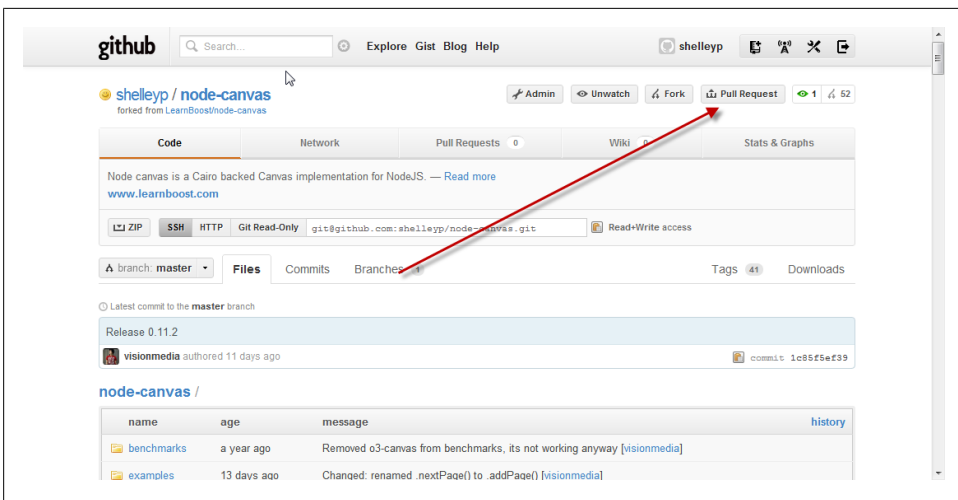 github Search... Explore Gist Blog Help shelleyp
shelleyp / node-canvas Admin Unwatch Fork Pull Request 1 52
forked from LearnBoost/node-canvas
Code Network Pull Requests 0 Wiki 0 Stats & Graphs
Node canvas is a Cairo backed Canvas implementation for NodeJS. — Read more
www.learnboost.com
ZIP SSH HTTP Git Read-Only git@github.com:shelleyp/node-canvas.git Read+Write access
branch: master Files Commits Branches 1 Tags 41 Downloads
Latest commit to the master branch
Release 0.11.2
visionmedia authored 11 days ago commit 1c85f5ef39
node-canvas /
name age message history
benchmarks a year ago Removed o3-canvas from benchmarks, its not working anyway [visionmedia]
examples 13 days ago Changed: renamed .nextPage() to .addPage() [visionmedia]